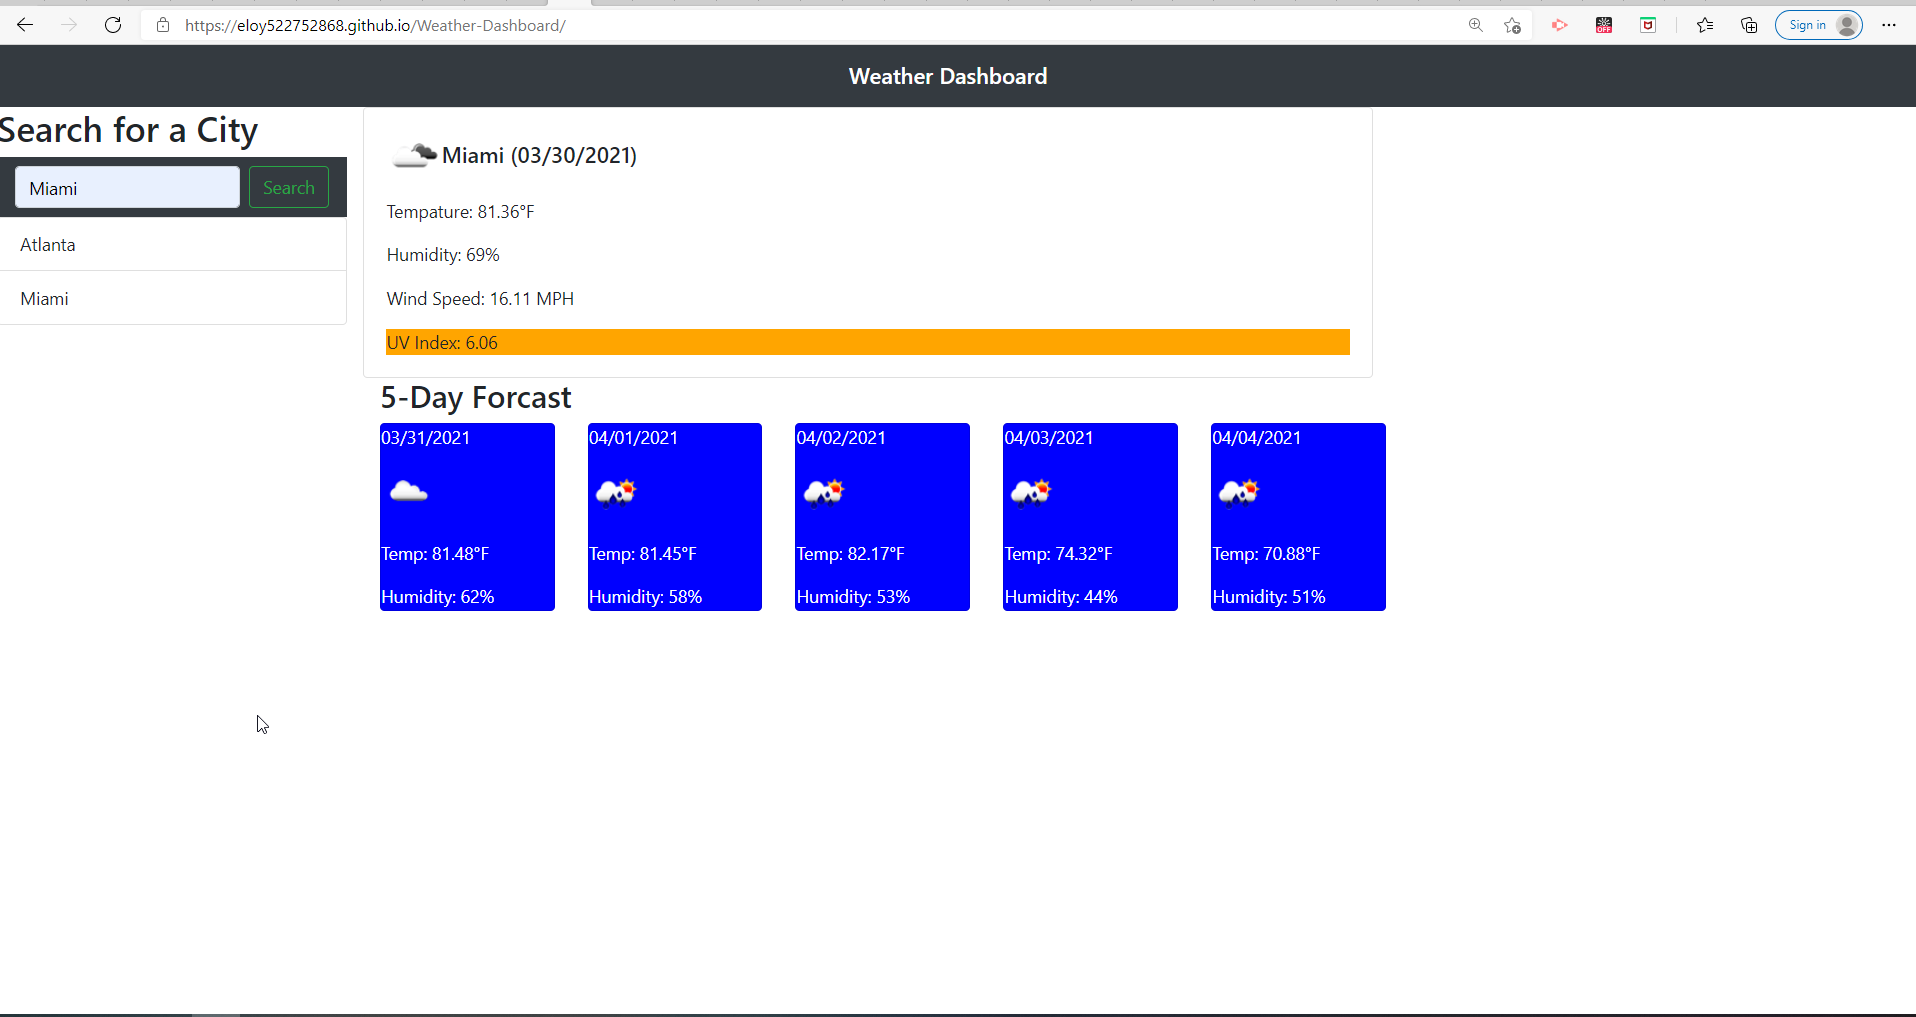 https://eloy522752868.github.io/Weather-Dashboard/
OFF
Sign in
Weather Dashboard
Search for a City
Miami
Search
Atlanta
Miami
Miami (03/30/2021)
Tempature: 81.36°F
Humidity: 69%
Wind Speed: 16.11 MPH
UV Index: 6.06
5-Day Forcast
03/31/2021
Temp: 81.48°F
Humidity: 62%
04/01/2021
Temp: 81.45°F
Humidity: 58%
04/02/2021
Temp: 82.17°F
Humidity: 53%
04/03/2021
Temp: 74.32°F
Humidity: 44%
04/04/2021
Temp: 70.88°F
Humidity: 51%